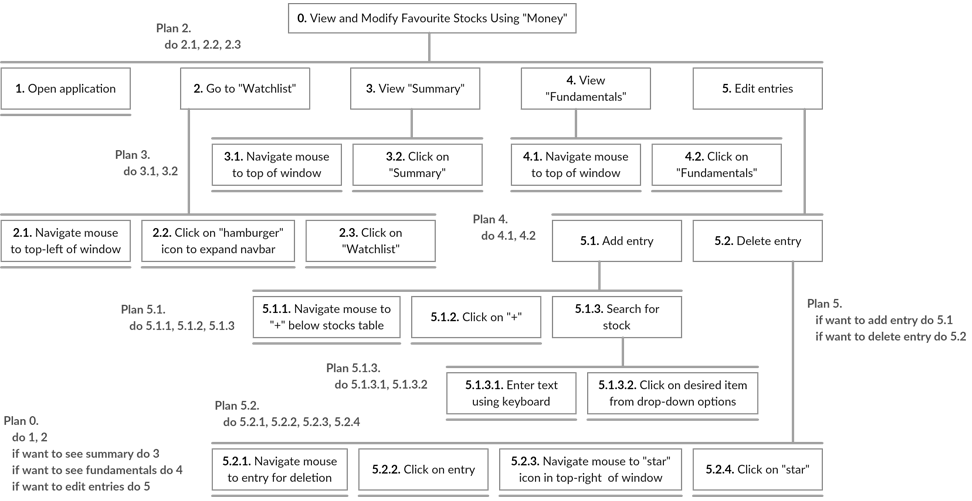 0. View and Modify Favourite Stocks Using "Money"
Plan 2.
do 2.1, 2.2, 2.3
1. Open application
2. Go to "Watchlist"
3. View "Summary"
4. View
"Fundamentals"
5. Edit entries
Plan 3.
do 3.1, 3.2
3.1. Navigate mouse
to top of window
3.2. Click on
"Summary"
4.1. Navigate mouse
to top of window
4.2. Click on
"Fundamentals"
2.1. Navigate mouse
to top-left of window
2.2. Click on "hamburger"
icon to expand navbar
2.3. Click on
"Watchlist"
Plan 4.
do 4.1, 4.2
5.1. Add entry
5.2. Delete entry
Plan 5.1.
do 5.1.1, 5.1.2, 5.1.3
5.1.1. Navigate mouse to
"+" below stocks table
5.1.2. Click on "+"
5.1.3. Search for
stock
Plan 5.
if want to add entry do 5.1
if want to delete entry do 5.2
Plan 5.1.3.
do 5.1.3.1, 5.1.3.2
5.1.3.1. Enter text
using keyboard
5.1.3.2. Click on desired item
from drop-down options
Plan 5.2.
do 5.2.1, 5.2.2, 5.2.3, 5.2.4
Plan 0.
do 1, 2
if want to see summary do 3
if want to see fundamentals do 4
if want to edit entries do 5
5.2.1. Navigate mouse
to entry for deletion
5.2.2. Click on entry
5.2.3. Navigate mouse to "star"
icon in top-right of window
5.2.4. Click on "star"